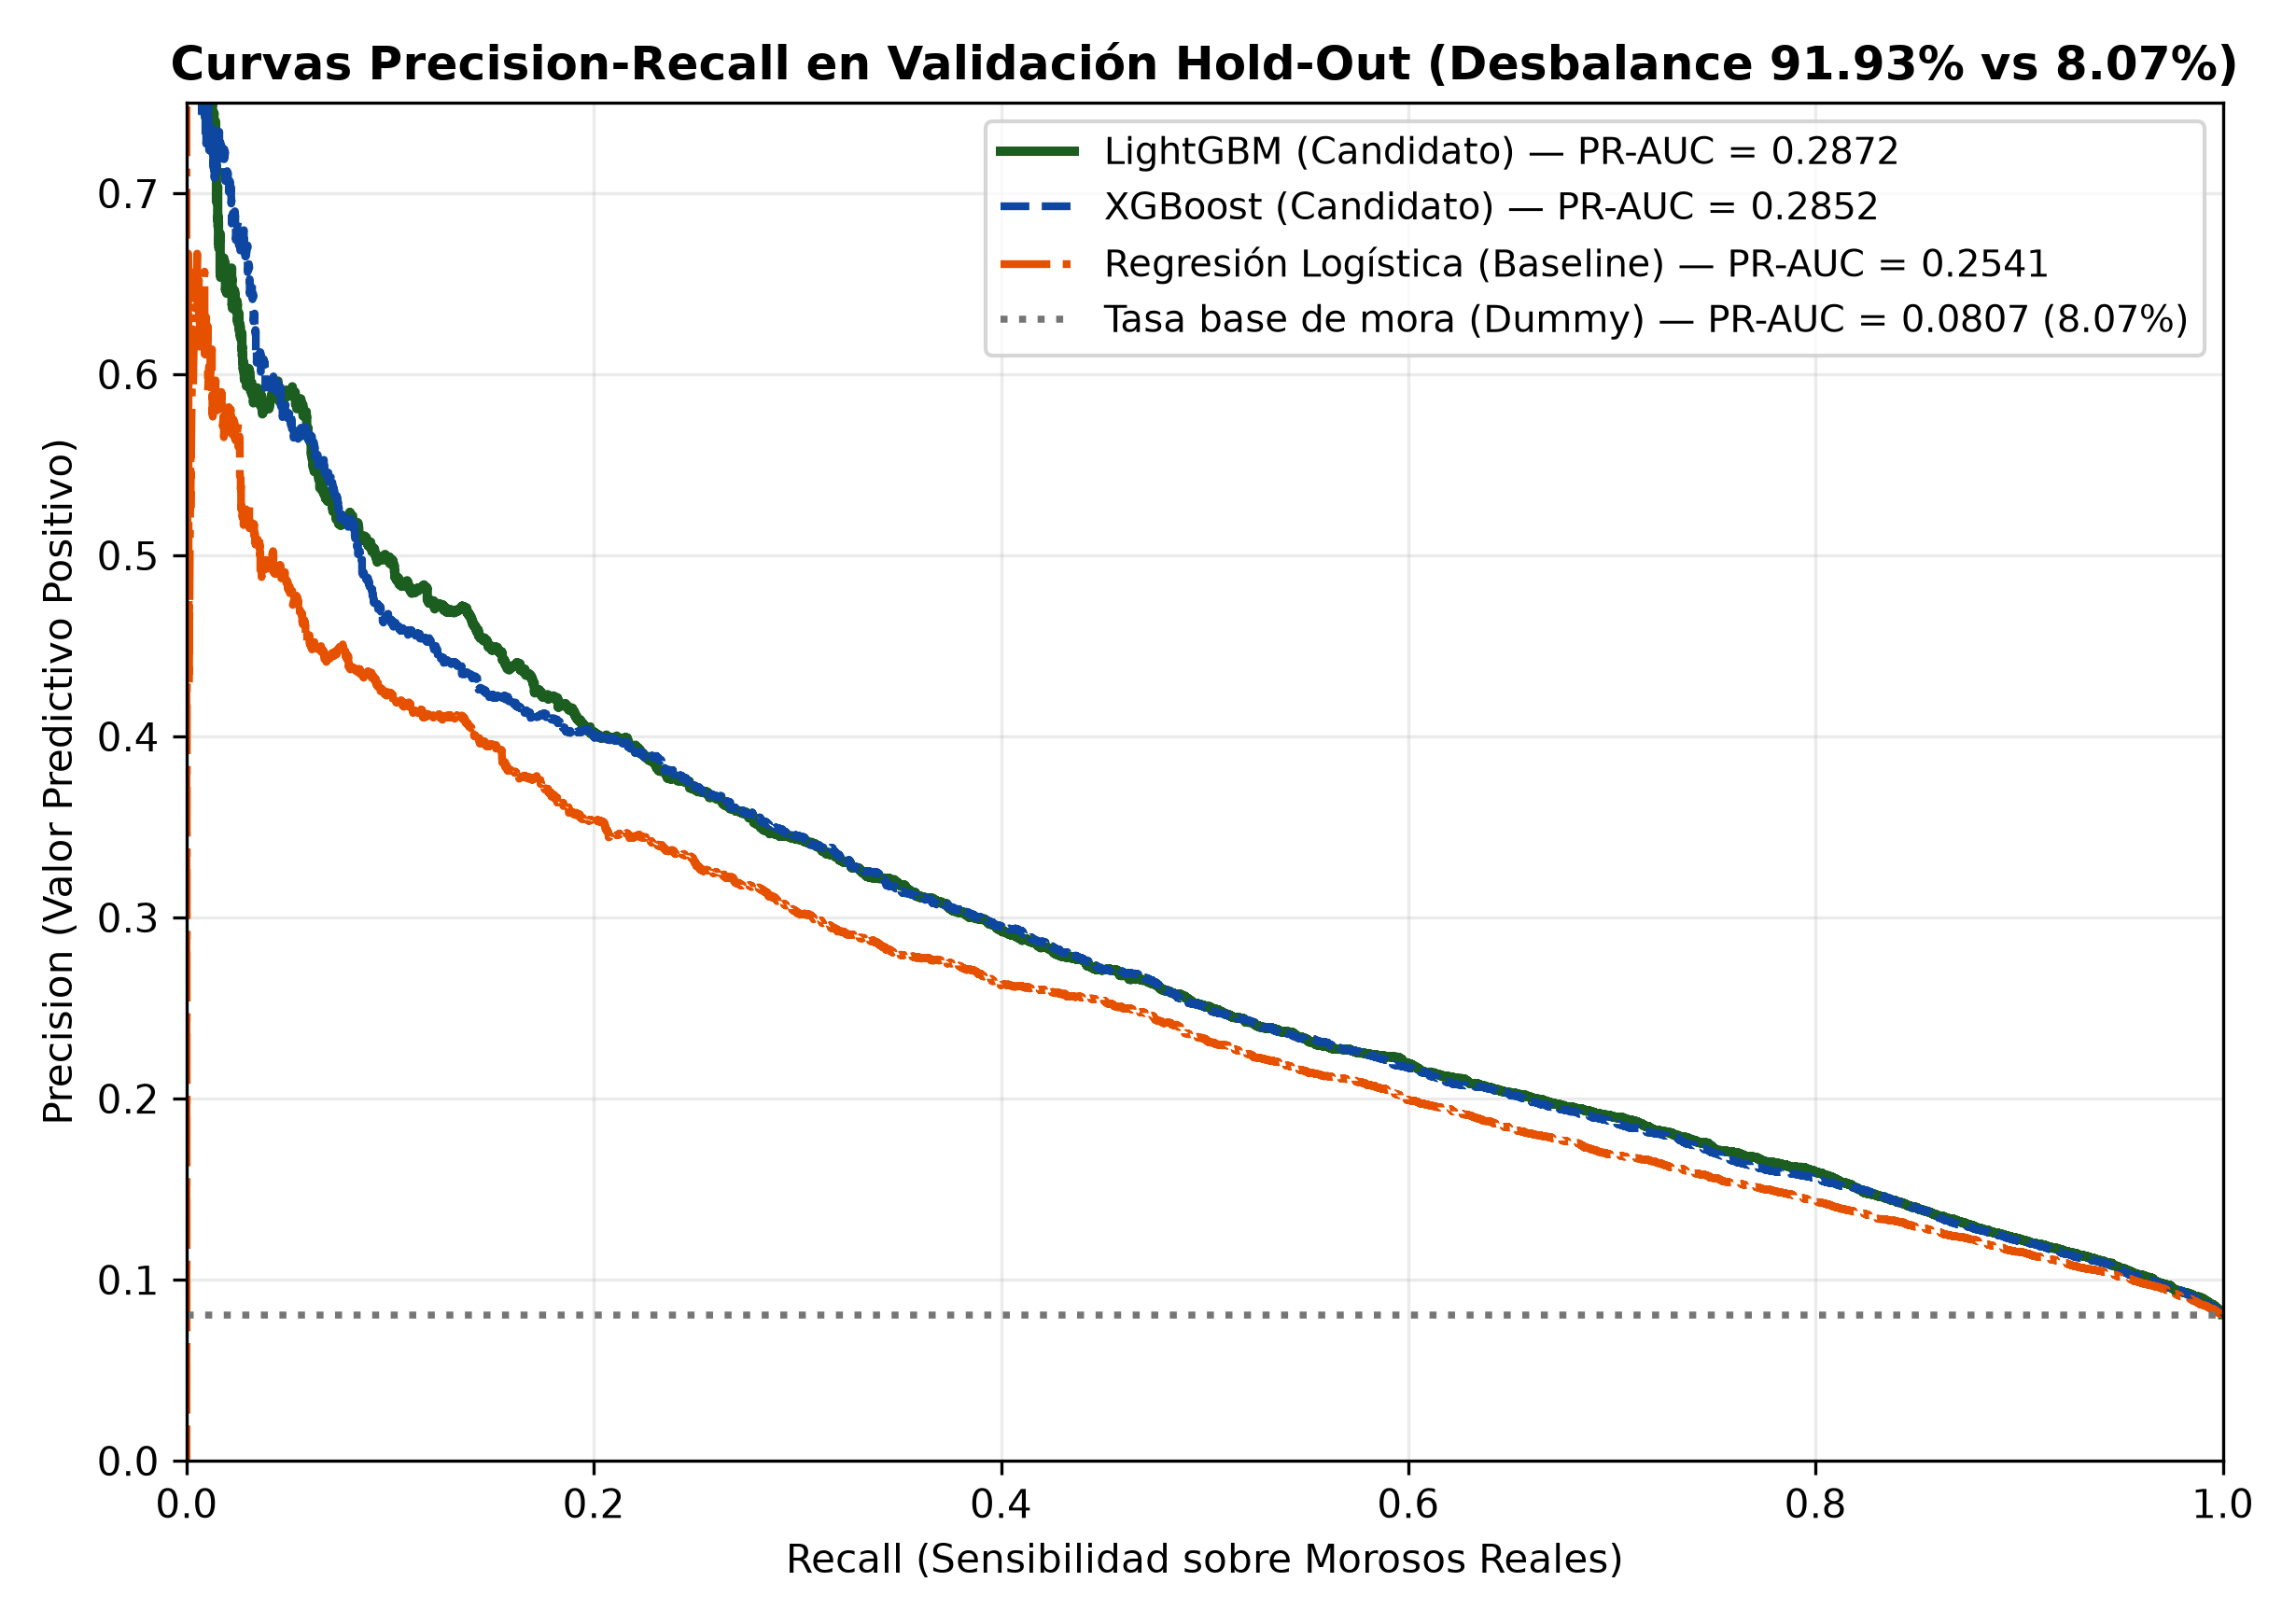 Curvas Precision-Recall en Validación Hold-Out (Desbalance 91.93% vs 8.07%)
LightGBM (Candidato) — PR-AUC = 0.2872
XGBoost (Candidato) — PR-AUC = 0.2852
Regresión Logística (Baseline) — PR-AUC = 0.2541
Tasa base de mora (Dummy) — PR-AUC = 0.0807 (8.07%)
Precision (Valor Predictivo Positivo)
0.7
0.6
0.5
0.4
0.3
0.2
0.1
0.0
0.0 0.2 0.4 0.6 0.8 1.0
Recall (Sensibilidad sobre Morosos Reales)